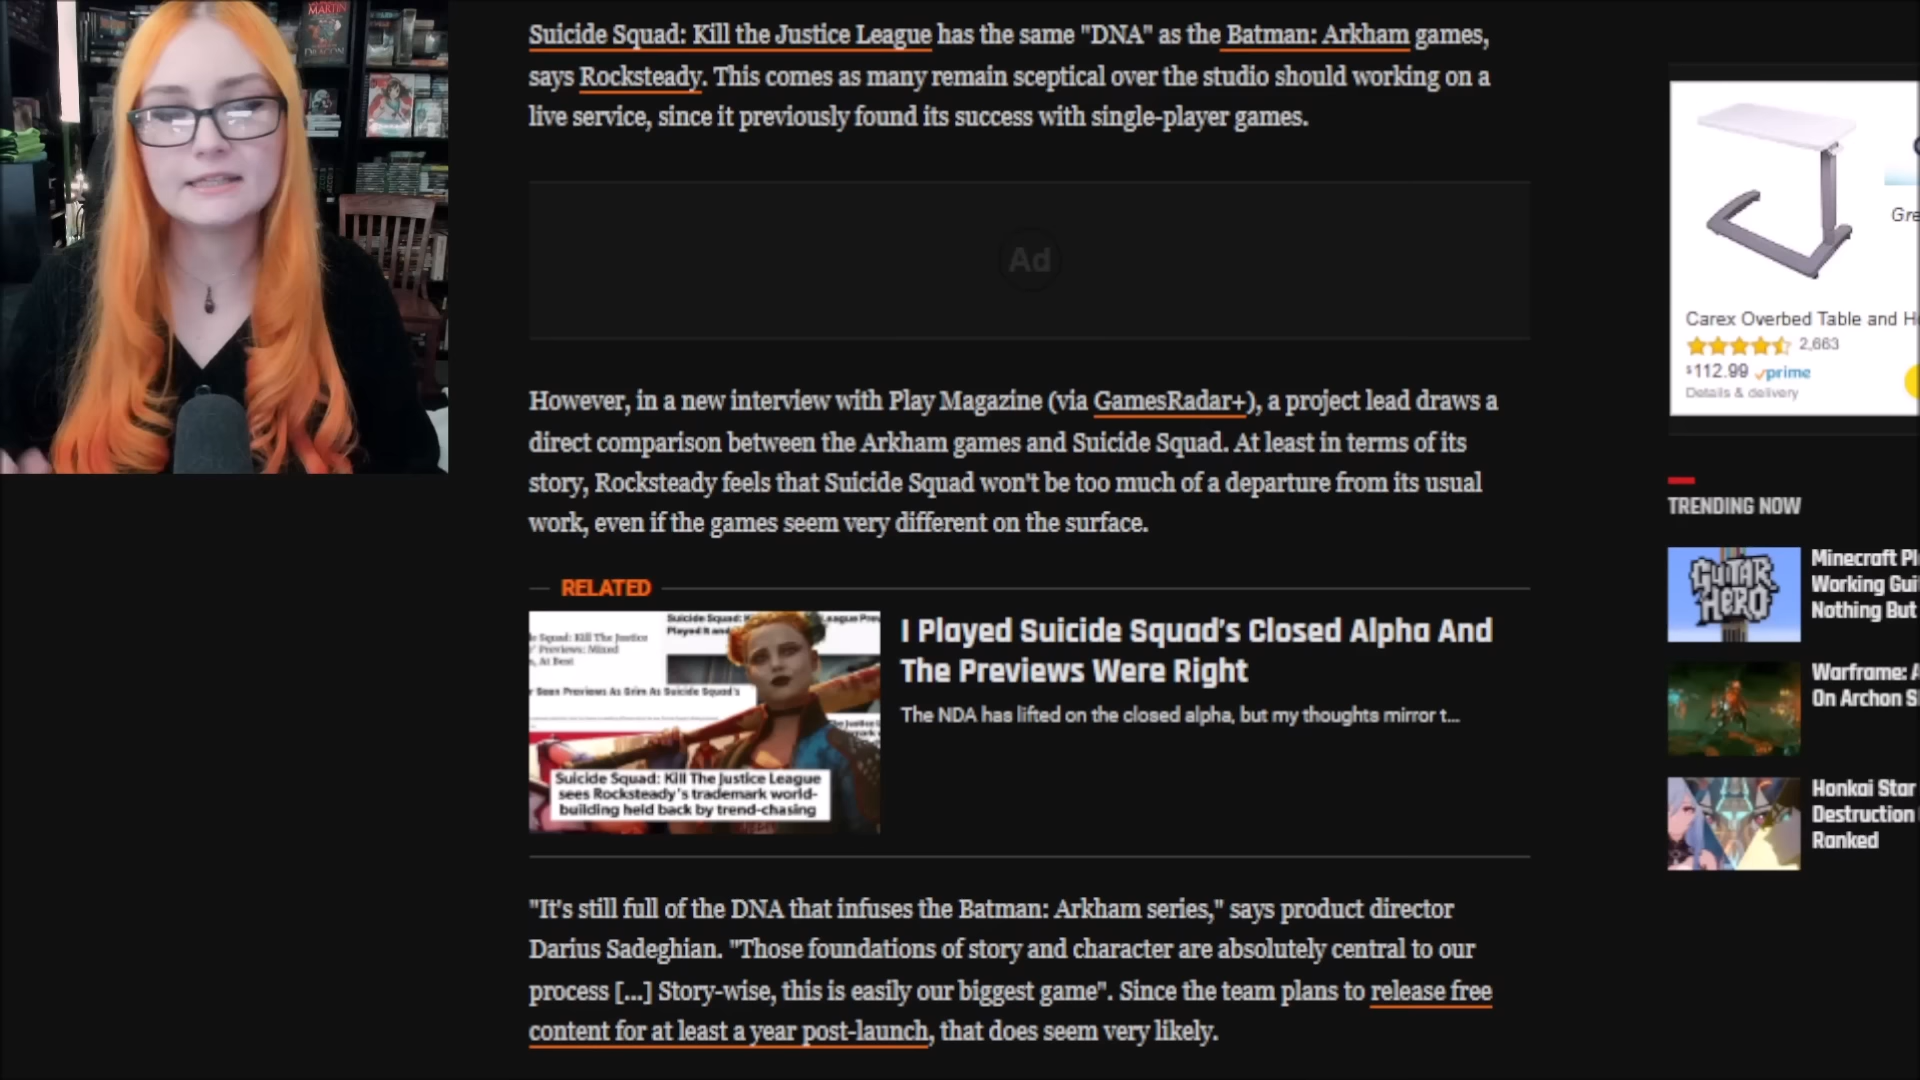 MARTIN
DRAGON
Suicide Squad: Kill the Justice League has the same "DNA" as the Batman: Arkham games,
says Rocksteady. This comes as many remain sceptical over the studio should working on a
live service, since it previously found its success with single-player games.
Ad
However, in a new interview with Play Magazine (via GamesRadar+), a project lead draws a
direct comparison between the Arkham games and Suicide Squad. At least in terms of its
story, Rocksteady feels that Suicide Squad won't be too much of a departure from its usual
work, even if the games seem very different on the surface.
RELATED
Suicide Squad:
Played It and
Squad: Kill The Justice
Previews: Mixed
At Best
Seen Previews As Grim As Suicide Squad's
Suicide Squad: Kill The Justice League
sees Rocksteady's trademark world-
building held back by trend-chasing
I Played Suicide Squad's Closed Alpha And
The Previews Were Right
The NDA has lifted on the closed alpha, but my thoughts mirror t...
"It's still full of the DNA that infuses the Batman: Arkham series," says product director
Darius Sadeghian. "Those foundations of story and character are absolutely central to our
process [...] Story-wise, this is easily our biggest game". Since the team plans to release free
content for at least a year post-launch, that does seem very likely.
Gre
Carex Overbed Table and H
2,663
$112.99 prime
Details & delivery
TRENDING NOW
GUITAR
HERO
Minecraft Pl
Working Gui
Nothing But
Warframe: A
On Archon S
Honkai Star
Destruction
Ranked